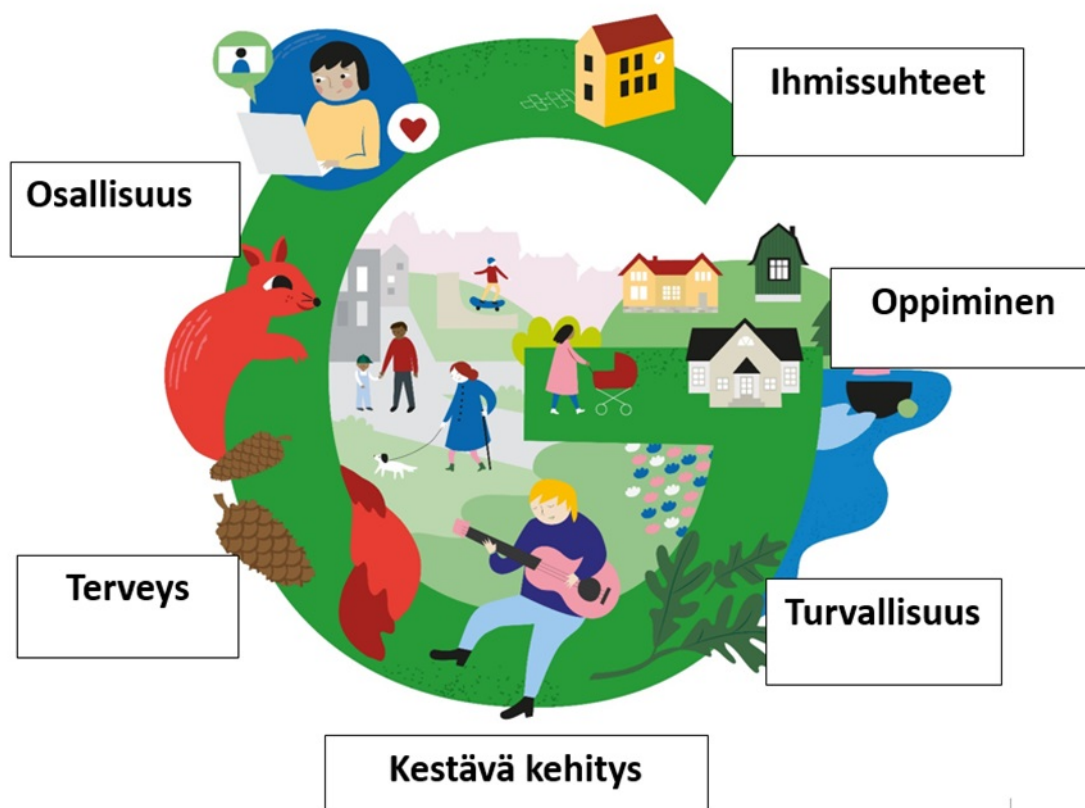 Ihmissuhteet
Osallisuus
Oppiminen
Terveys
Turvallisuus
Kestävä kehitys